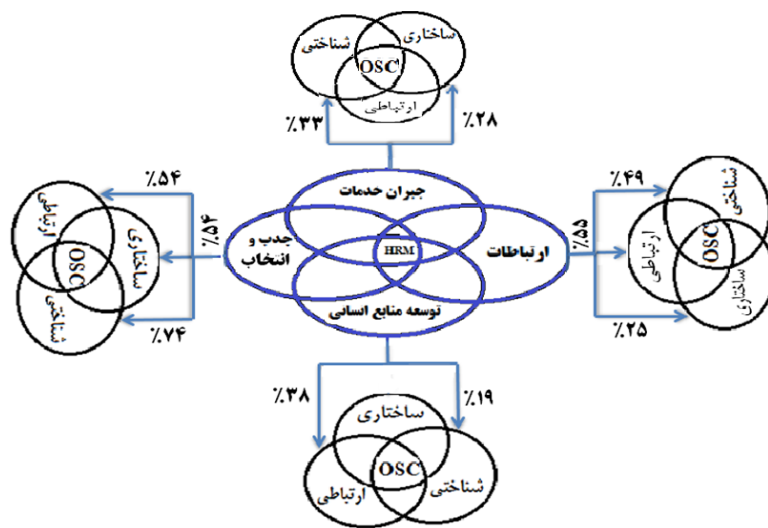 شناختی
ساختاری
OSC
ارتباطی
٪۳۳
٪۲۸
جبران خدمات
جذب و
انتخاب
HRM
ارتباطات
توسعه منابع انسانی
٪۵۵
٪۴۹
٪۲۵
شناختی
ارتباطی
OSC
ساختاری
٪۵۴
٪۵۴
٪۷۴
ارتباطی
ساختاری
OSC
شناختی
٪۳۸
٪۱۹
ساختاری
OSC
ارتباطی
شناختی